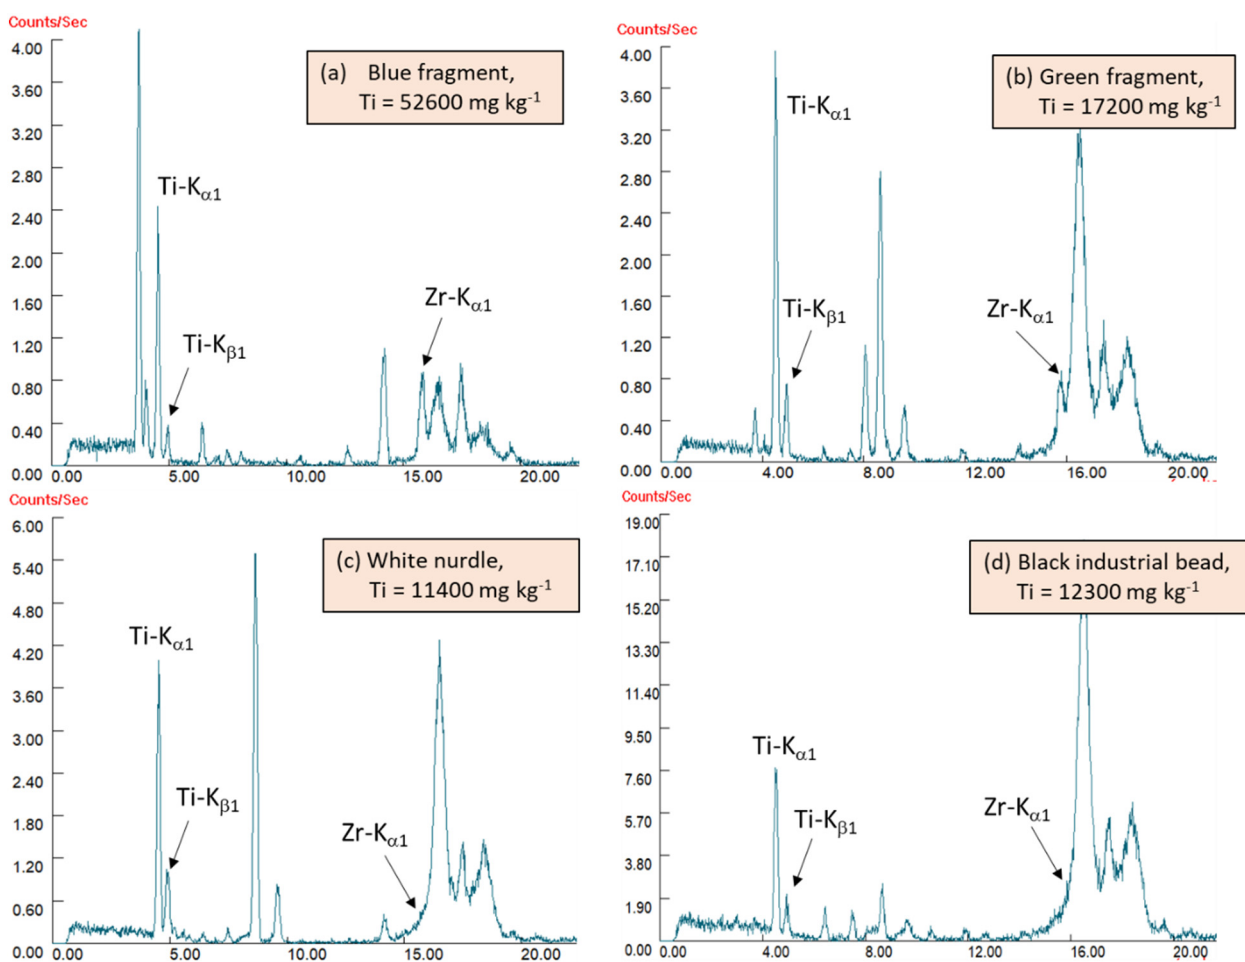 Counts/Sec
4.00
3.60
3.20
2.80
2.40
2.00
1.60
1.20
0.80
0.40
0.00
0.00 5.00 10.00 15.00 20.00
(a) Blue fragment,
Ti = 52600 mg kg-1
Ti-Kα1
Ti-Kβ1
Zr-Kα1
Counts/Sec
4.00
3.60
3.20
2.80
2.40
2.00
1.60
1.20
0.80
0.40
0.00
0.00 4.00 8.00 12.00 16.00 20.00
(b) Green fragment,
Ti = 17200 mg kg-1
Ti-Kα1
Ti-Kβ1
Zr-Kα1
Counts/Sec
6.00
5.40
4.80
4.20
3.60
3.00
2.40
1.80
1.20
0.60
0.00
0.00 5.00 10.00 15.00 20.00
(c) White nurdle,
Ti = 11400 mg kg-1
Ti-Kα1
Ti-Kβ1
Zr-Kα1
Counts/Sec
19.00
17.10
15.20
13.30
11.40
9.50
7.60
5.70
3.80
1.90
0.00
0.00 4.00 8.00 12.00 16.00 20.00
(d) Black industrial bead,
Ti = 12300 mg kg-1
Ti-Kα1
Ti-Kβ1
Zr-Kα1